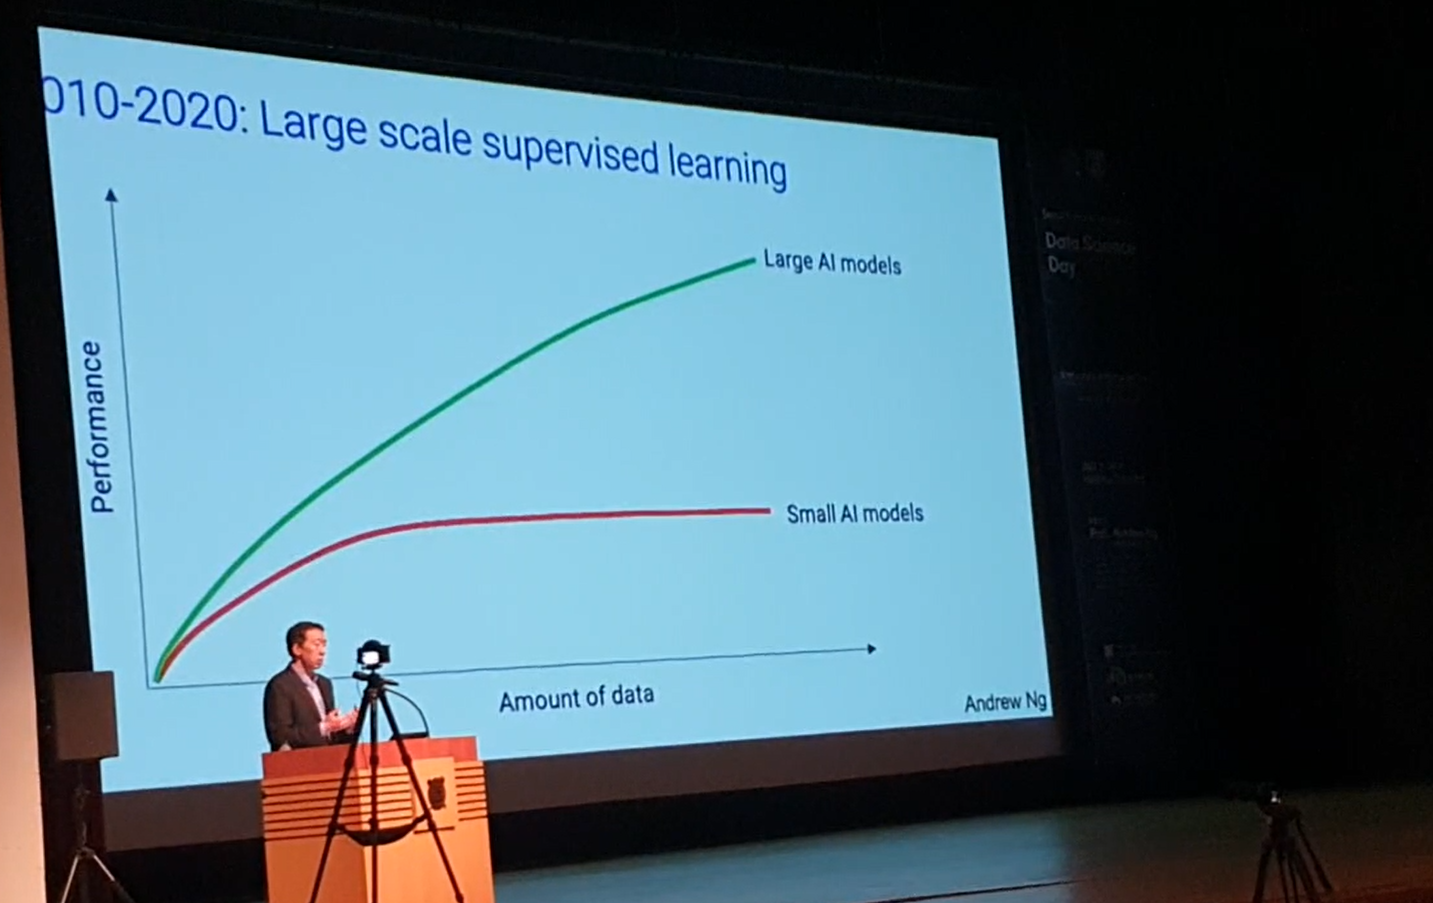 010-2020: Large scale supervised learning
Large AI models
Performance
Small AI models
Amount of data
Andrew Ng
Data Science
Day